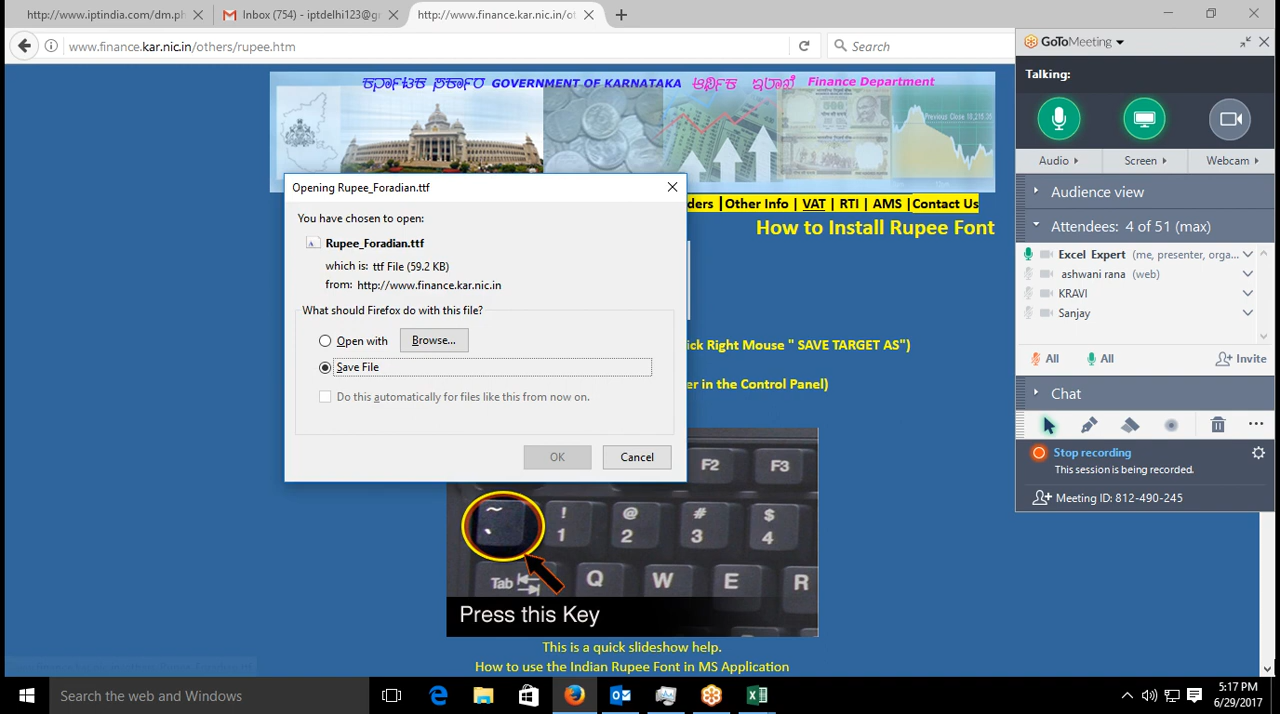 http://www.iptindia.com/dm.ph
Inbox (754) - iptdelhi123@gm
http://www.finance.kar.nic.in/ot
www.finance.kar.nic.in/others/rupee.htm
Search
GOVERNMENT OF KARNATAKA
Finance Department
Previous Close
ders | Other Info | VAT | RTI | AMS | Contact Us
How to Install Rupee Font
Opening Rupee_Foradian.ttf
You have chosen to open:
Rupee_Foradian.ttf
which is: ttf File (59.2 KB)
from: http://www.finance.kar.nic.in
What should Firefox do with this file?
Open with
Browse...
Save File
Do this automatically for files like this from now on.
OK
Cancel
ick Right Mouse " SAVE TARGET AS")
er in the Control Panel)
F2
F3
~
`
!
1
@
2
#
3
$
4
Tab
Q
W
E
R
Press this Key
This is a quick slideshow help.
How to use the Indian Rupee Font in MS Application
GoToMeeting
Talking:
Audio
Screen
Webcam
Audience view
Attendees: 4 of 51 (max)
Excel Expert (me, presenter, orga...
ashwani rana (web)
KRAVI
Sanjay
All
All
Invite
Chat
Stop recording
This session is being recorded.
Meeting ID: 812-490-245
Search the web and Windows
5:17 PM
6/29/2017